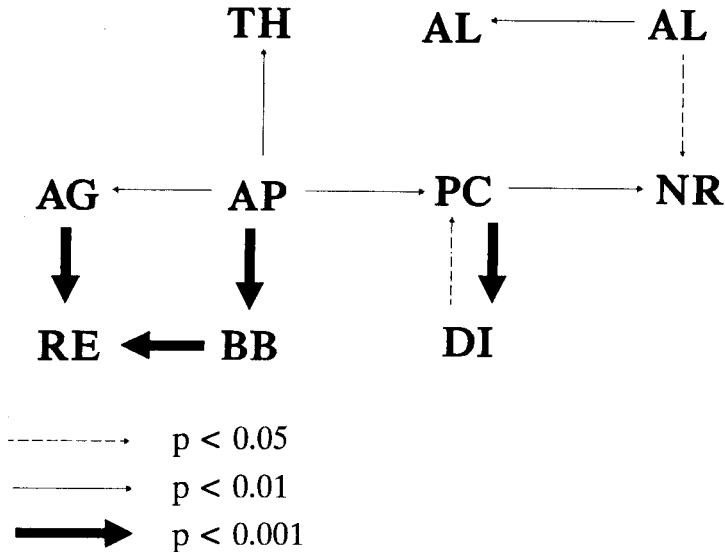 TH AL AL
AG AP PC NR
RE BB DI
p < 0.05
p < 0.01
p < 0.001